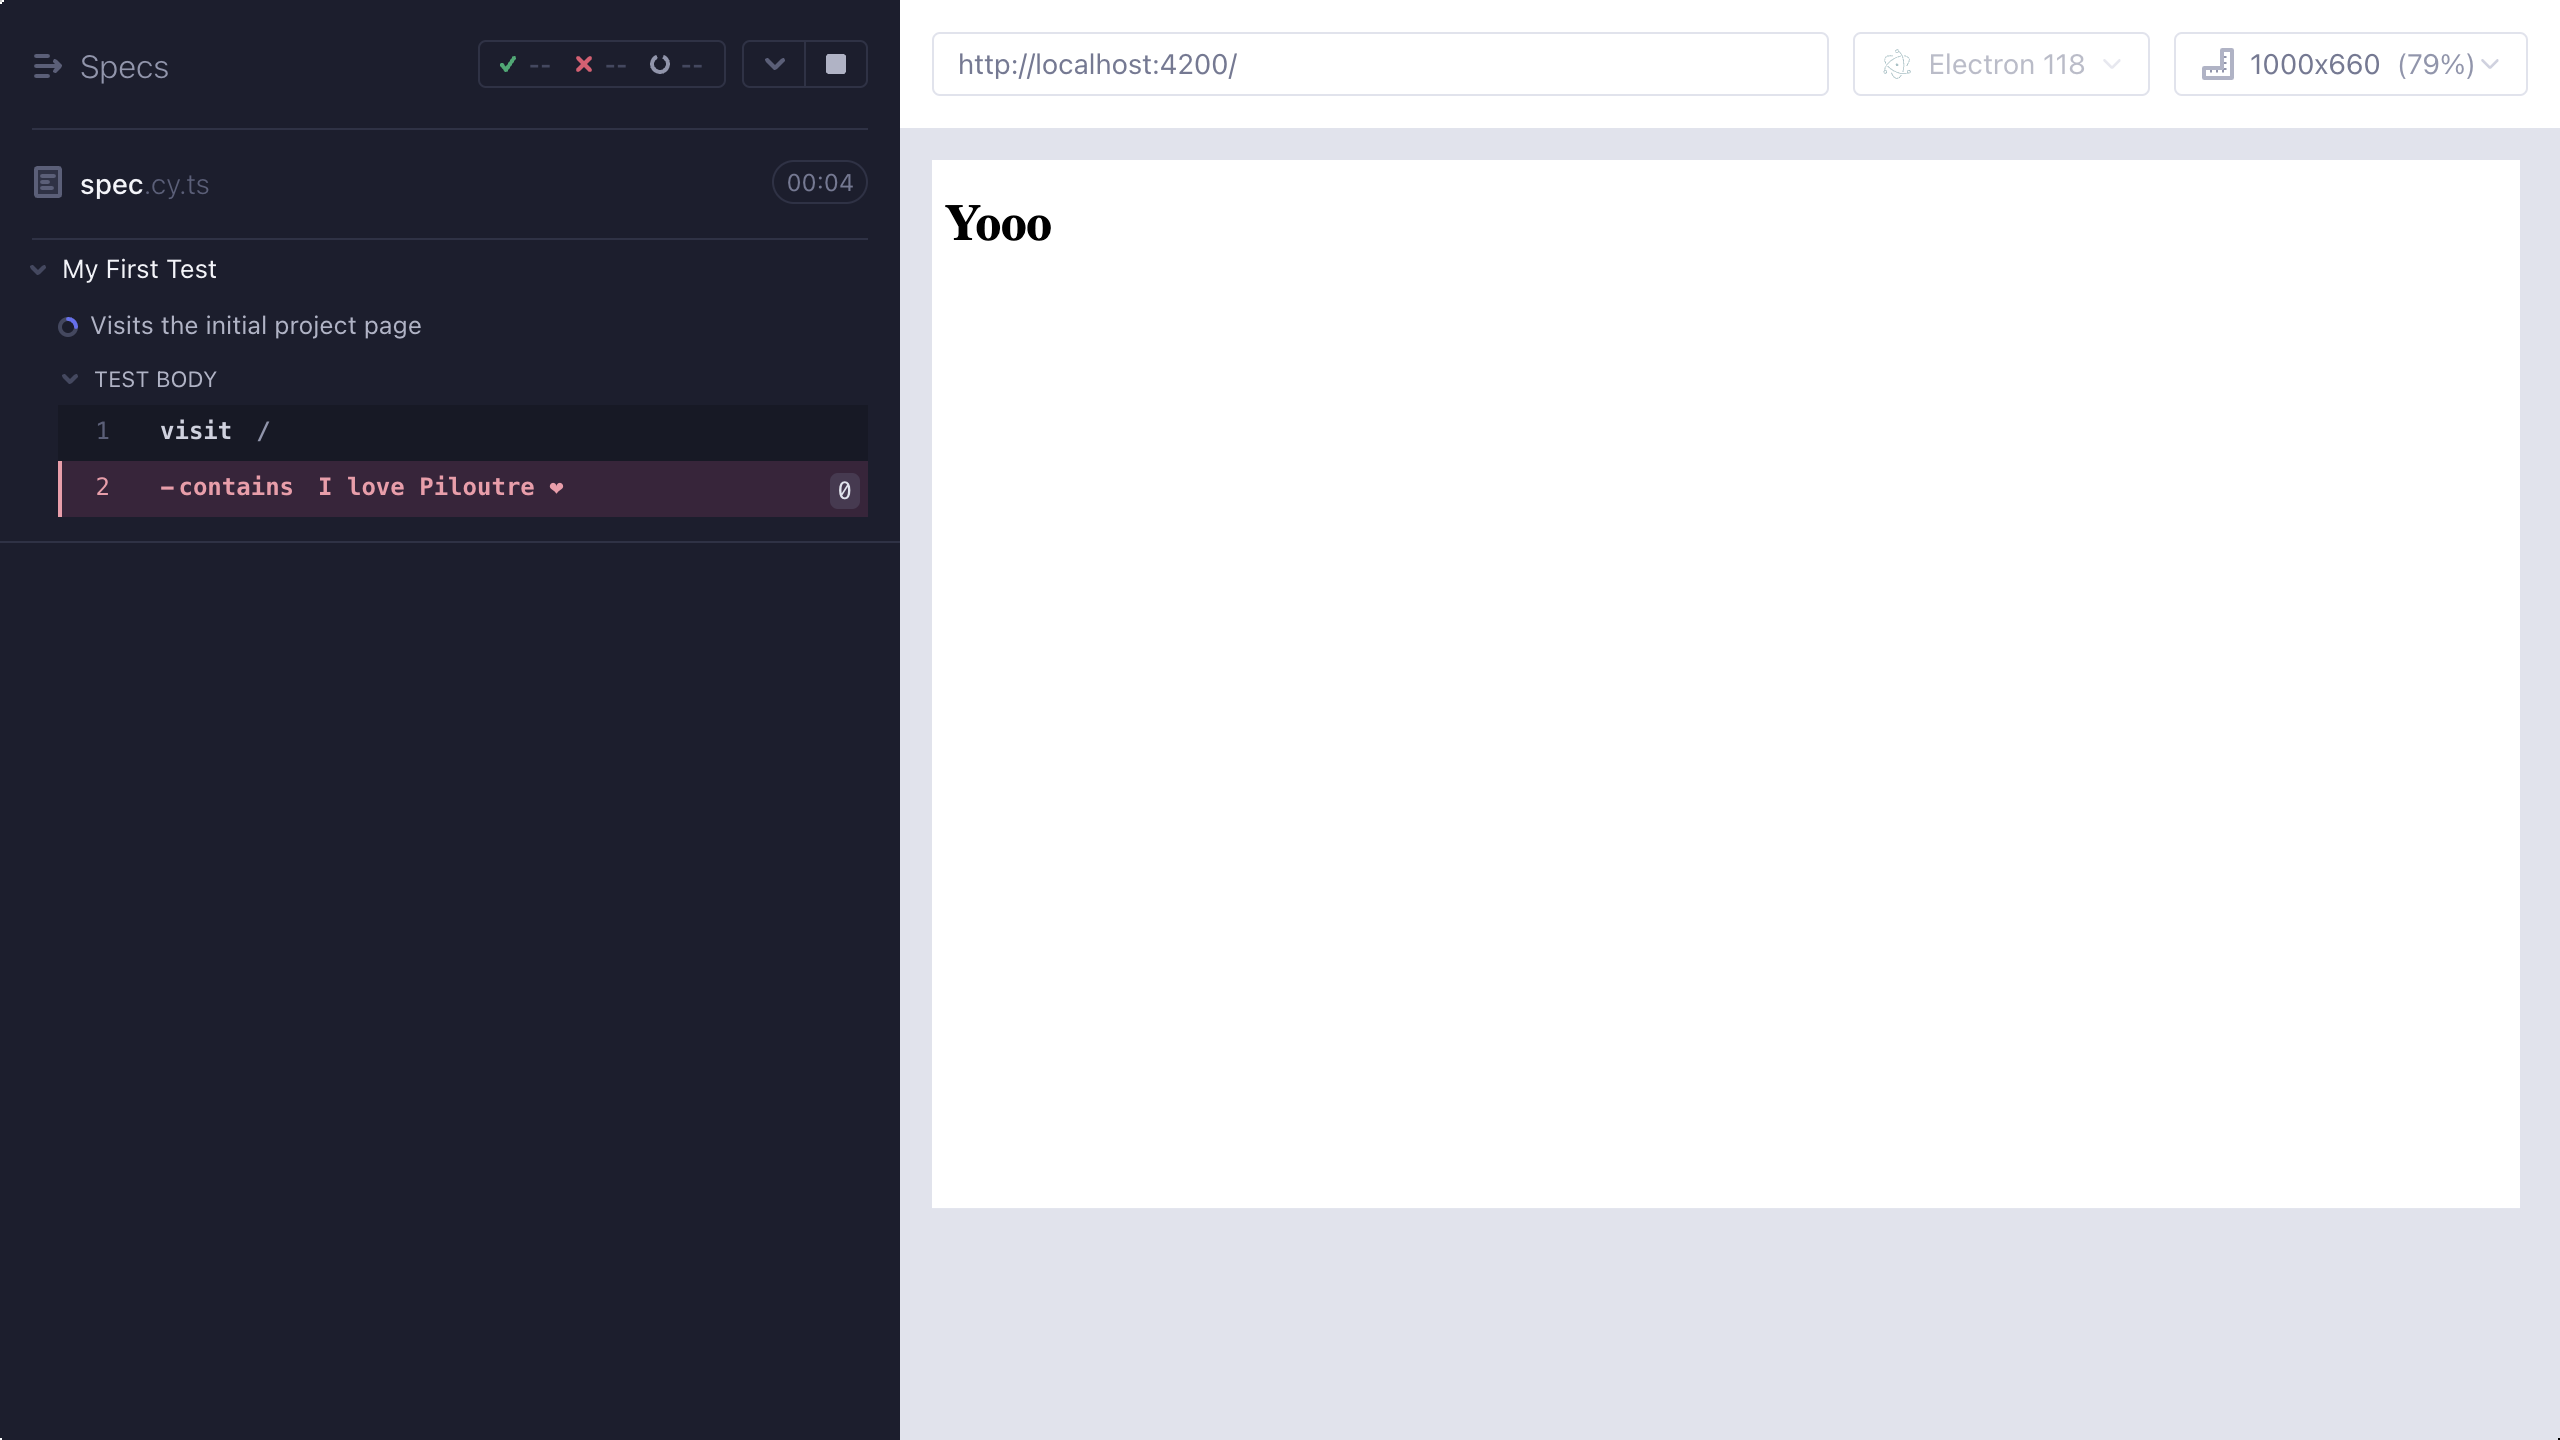 Specs -- -- --
spec.cy.ts 00:04
My First Test
Visits the initial project page
TEST BODY
1 visit /
2 -contains I love Piloutre ❤ 0
http://localhost:4200/ Electron 118 1000x660 (79%)
Yooo